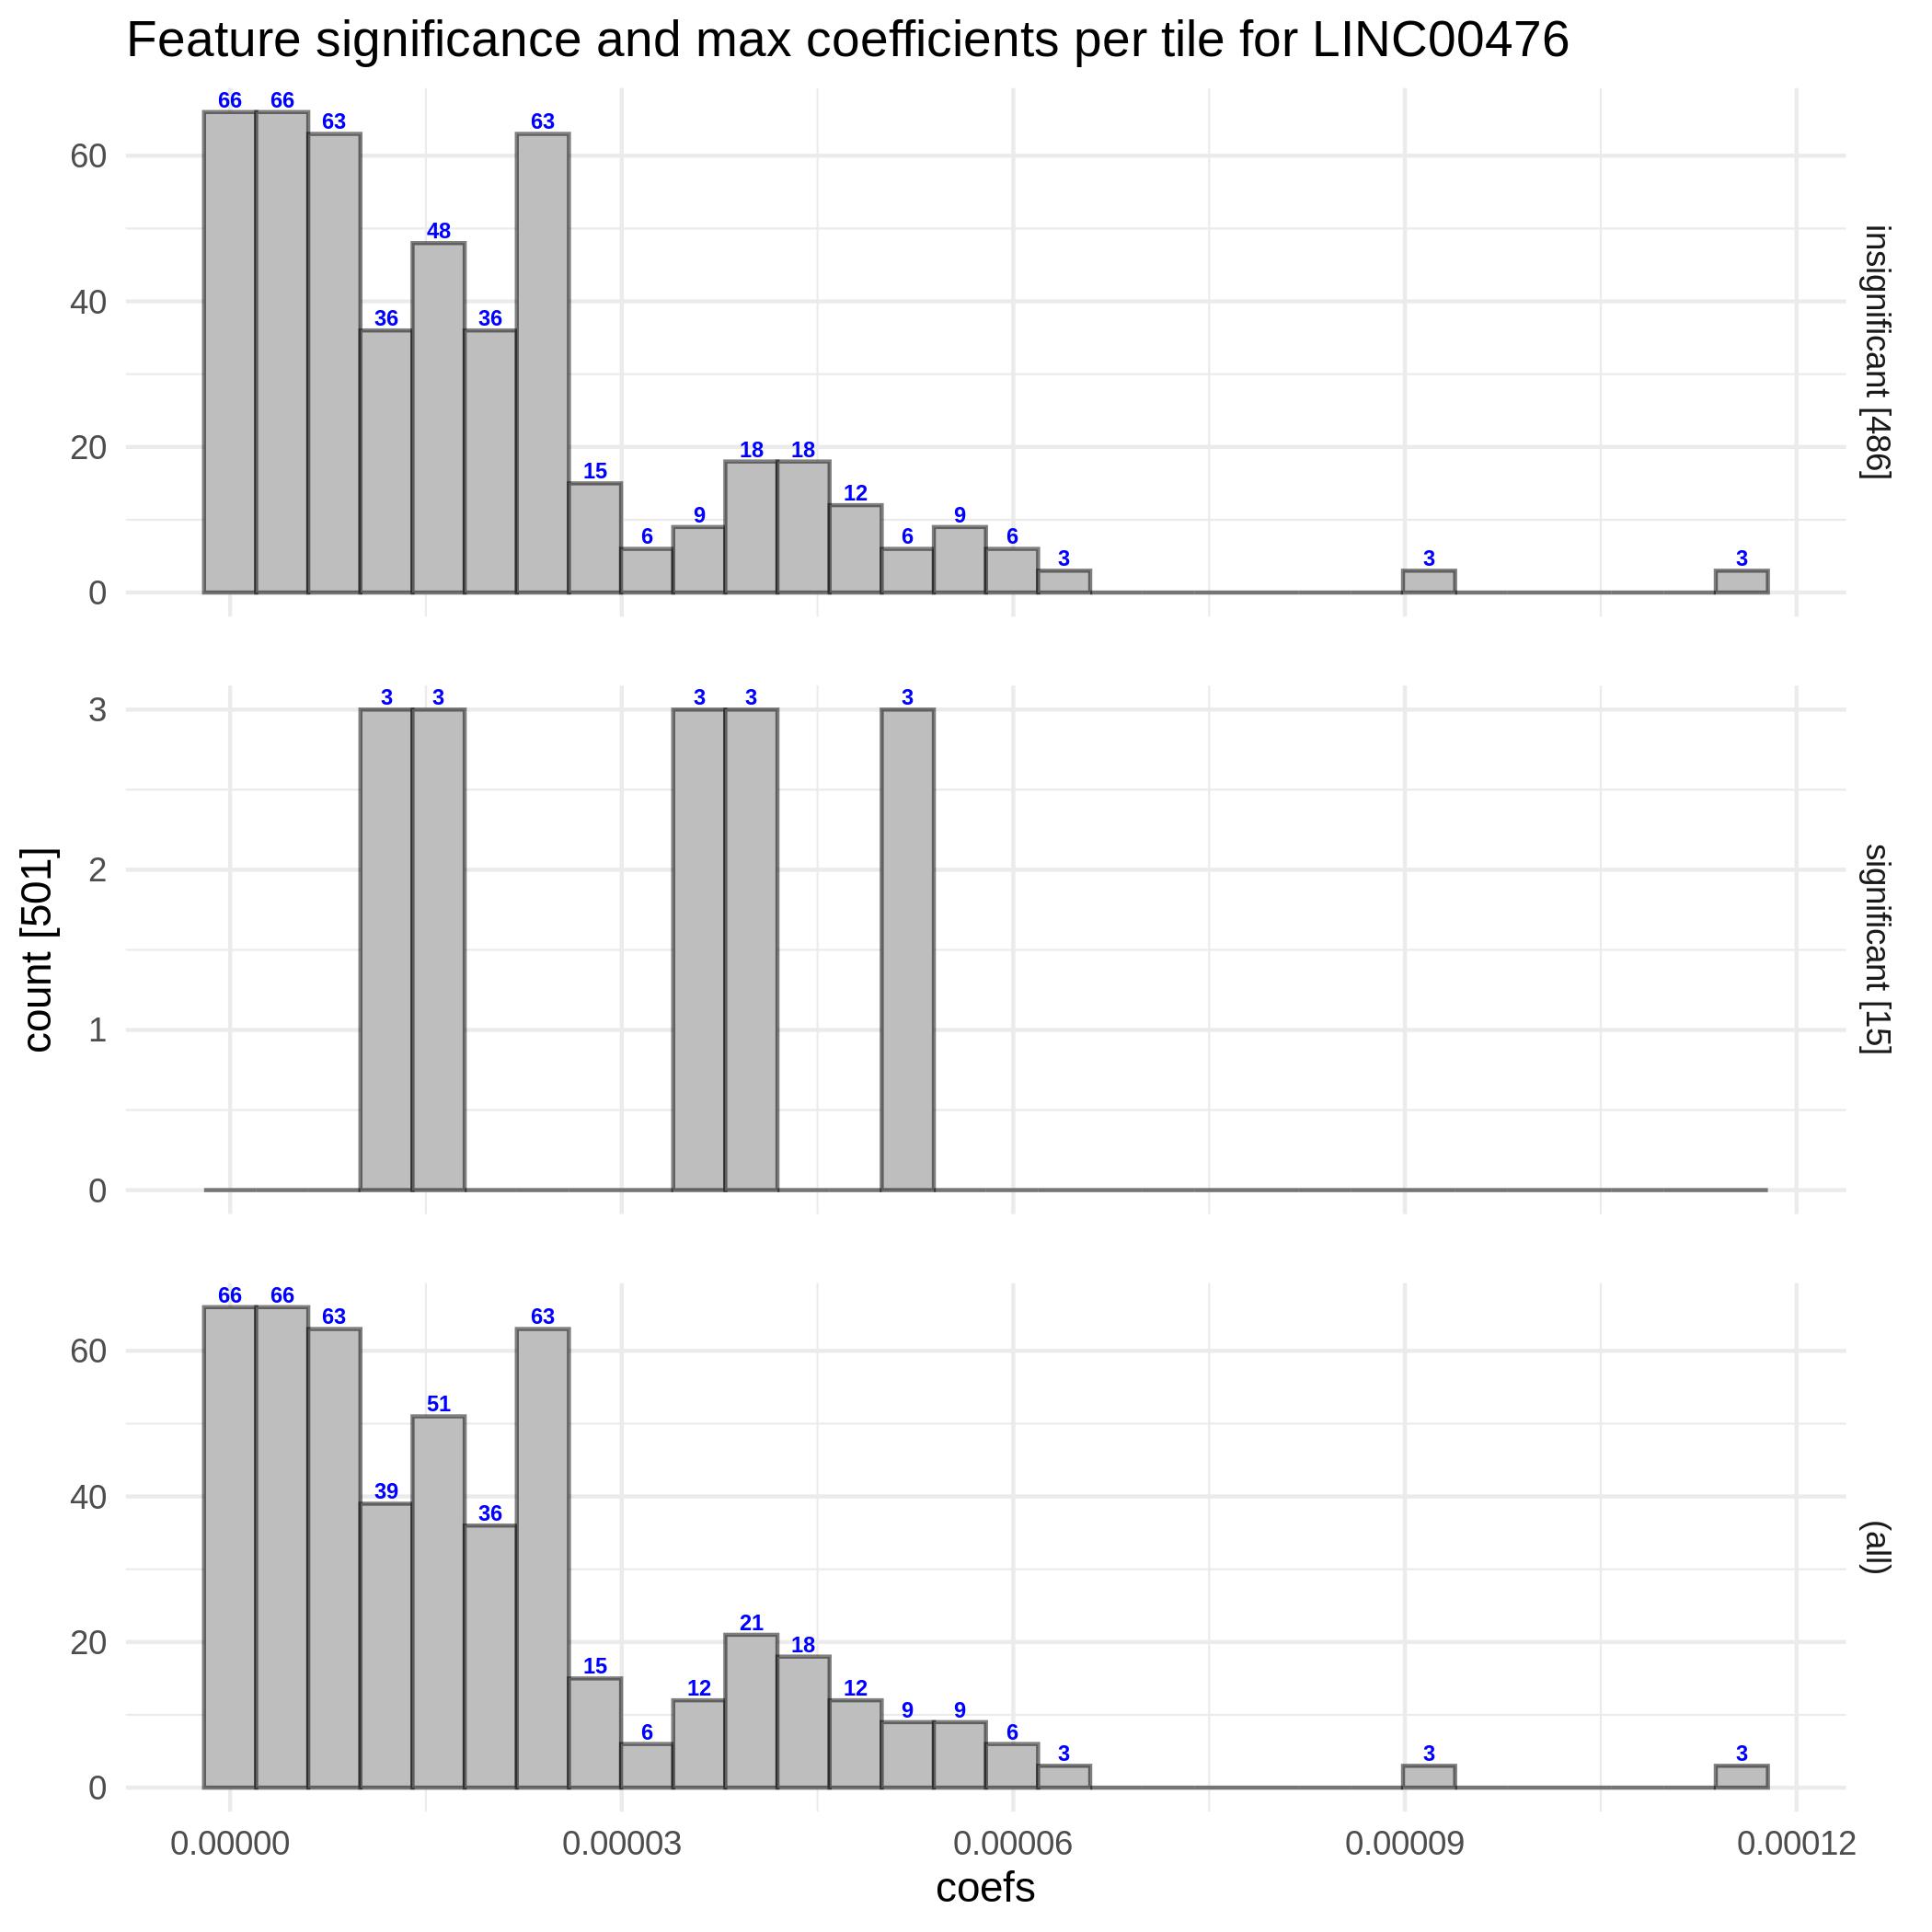 Feature significance and max coefficients per tile for LINC00476
66 66 63 36 48 36 63 15 6 9 18 18 12 6 9 6 3 3 3
60
40
20
0
insignificant [486]
3 3 3 3 3
3
2
1
0
significant [15]
count [501]
66 66 63 39 51 36 63 15 6 12 21 18 12 9 9 6 3 3 3
60
40
20
0
(all)
0.00000 0.00003 0.00006 0.00009 0.00012
coefs